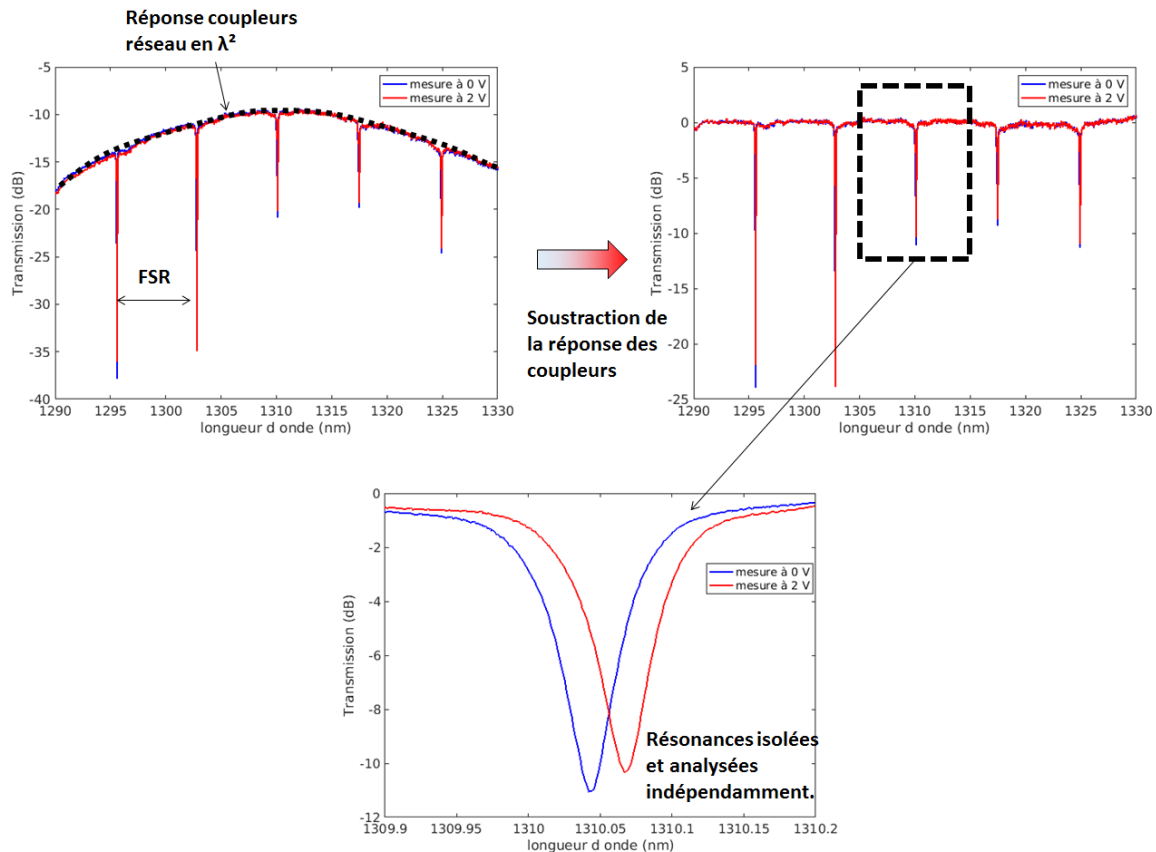 Réponse coupleurs
réseau en λ²
-5
-10
-15
-20
-25
-30
-35
-40
Transmission (dB)
mesure à 0 V
mesure à 2 V
FSR
1290 1295 1300 1305 1310 1315 1320 1325 1330
longueur d onde (nm)
Soustraction de
la réponse des
coupleurs
5
0
-5
-10
-15
-20
-25
Transmission (dB)
mesure à 0 V
mesure à 2 V
1290 1295 1300 1305 1310 1315 1320 1325 1330
longueur d onde (nm)
0
-2
-4
-6
-8
-10
-12
Transmission (dB)
mesure à 0 V
mesure à 2 V
Résonances isolées
et analysées
indépendamment.
1309.9 1309.95 1310 1310.05 1310.1 1310.15 1310.2
longueur d onde (nm)